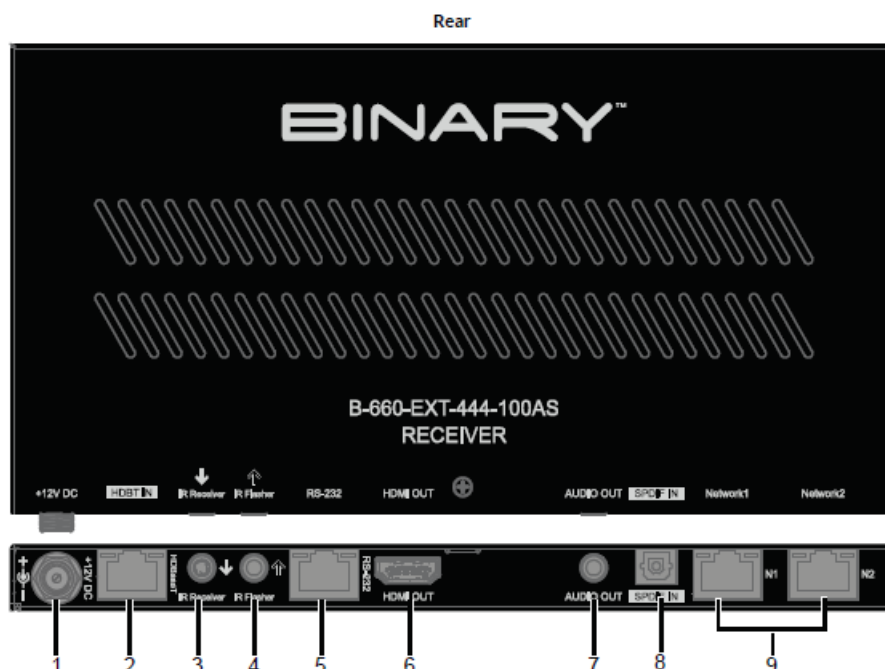 Rear
BINARY™
B-660-EXT-444-100AS
RECEIVER
+12V DC HDBT IN IR Receiver IR Flasher RS-232 HDMI OUT AUDIO OUT SPDIF IN Network1 Network2
+ - +12V DC HDBaseT IR Receiver IR Flasher RS-232 HDMI OUT AUDIO OUT SPDIF IN N1 N2
1 2 3 4 5 6 7 8 9